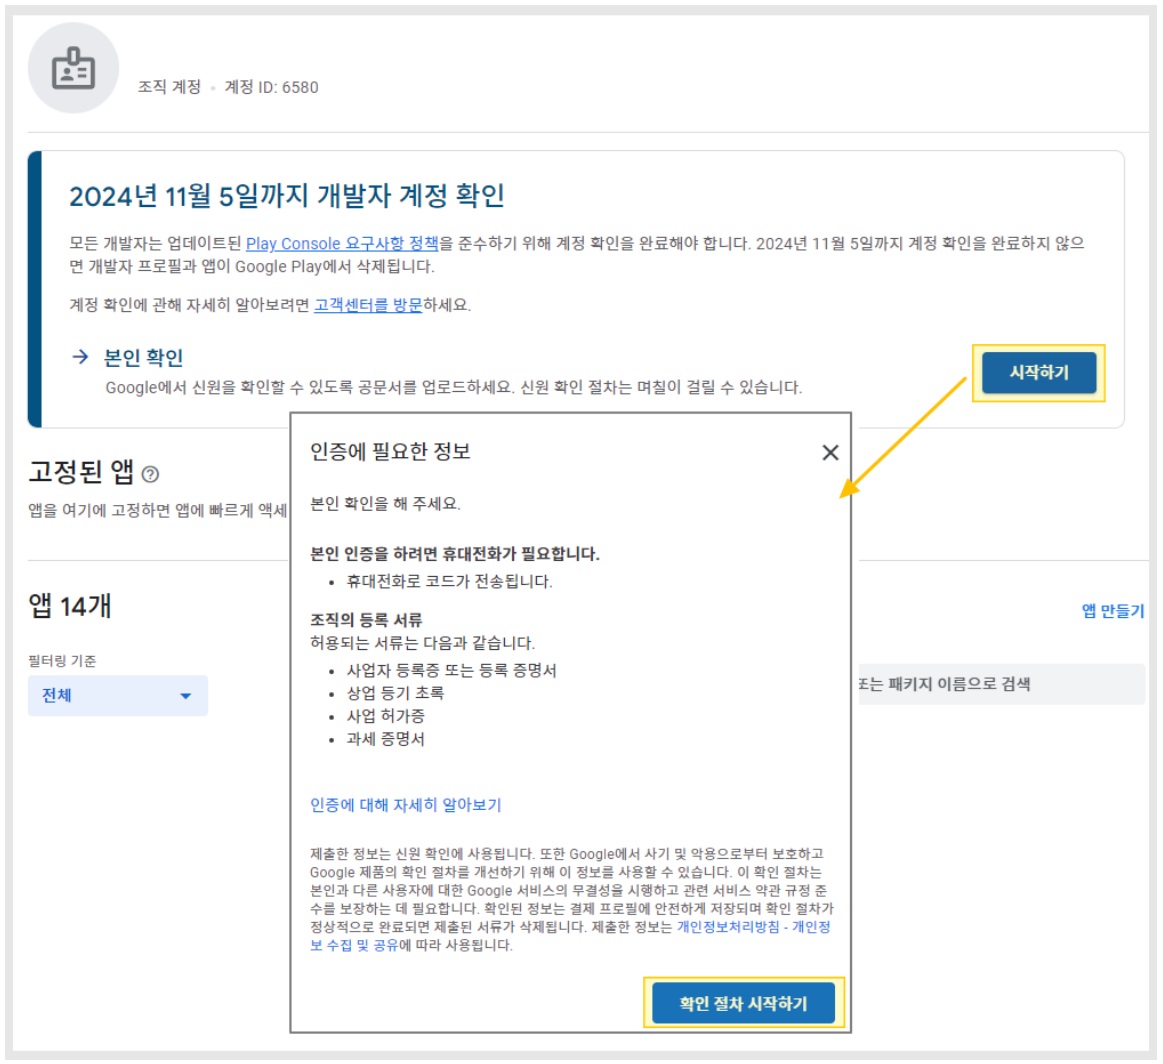 조직 계정 • 계정 ID: 6580
2024년 11월 5일까지 개발자 계정 확인
모든 개발자는 업데이트된 Play Console 요구사항 정책을 준수하기 위해 계정 확인을 완료해야 합니다. 2024년 11월 5일까지 계정 확인을 완료하지 않으
면 개발자 프로필과 앱이 Google Play에서 삭제됩니다.
계정 확인에 관해 자세히 알아보려면 고객센터를 방문하세요.
→ 본인 확인
Google에서 신원을 확인할 수 있도록 공문서를 업로드하세요. 신원 확인 절차는 며칠이 걸릴 수 있습니다.
시작하기
고정된 앱
앱을 여기에 고정하면 앱에 빠르게 액세
앱 14개
앱 만들기
필터링 기준
전체
또는 패키지 이름으로 검색
인증에 필요한 정보
본인 확인을 해 주세요.
본인 인증을 하려면 휴대전화가 필요합니다.
• 휴대전화로 코드가 전송됩니다.
조직의 등록 서류
허용되는 서류는 다음과 같습니다.
• 사업자 등록증 또는 등록 증명서
• 상업 등기 초록
• 사업 허가증
• 과세 증명서
인증에 대해 자세히 알아보기
제출한 정보는 신원 확인에 사용됩니다. 또한 Google에서 사기 및 악용으로부터 보호하고
Google 제품의 확인 절차를 개선하기 위해 이 정보를 사용할 수 있습니다. 이 확인 절차는
본인과 다른 사용자에 대한 Google 서비스의 무결성을 시행하고 관련 서비스 약관 규정 준
수를 보장하는 데 필요합니다. 확인된 정보는 결제 프로필에 안전하게 저장되며 확인 절차가
정상적으로 완료되면 제출된 서류가 삭제됩니다. 제출한 정보는 개인정보처리방침 - 개인정
보 수집 및 공유에 따라 사용됩니다.
확인 절차 시작하기